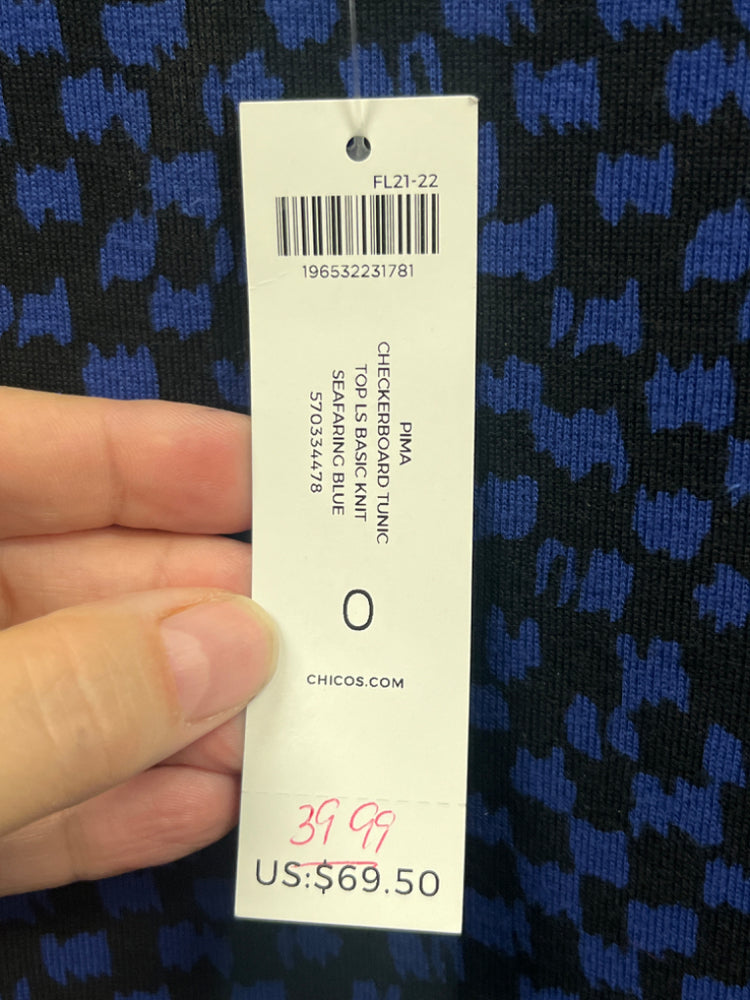 FL21-22
196532231781
PIMA
CHECKERBOARD TUNIC
TOP LS BASIC KNIT
SEAFARING BLUE
570334478
0
CHICOS.COM
39 99
US:$69.50